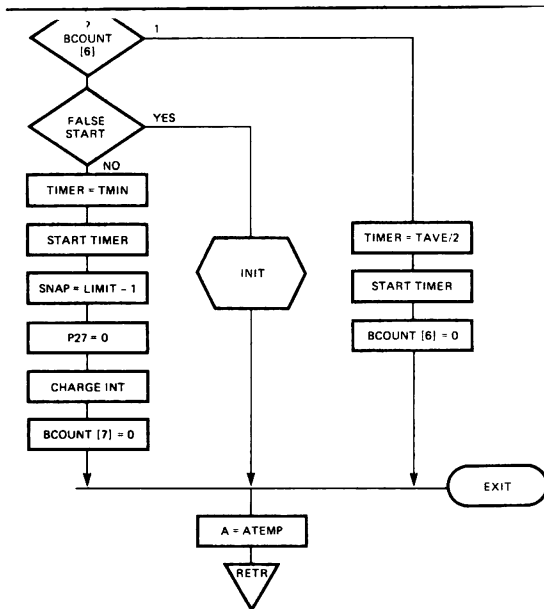 ?
BCOUNT
[6]
1
FALSE
START
YES
NO
TIMER = TMIN
START TIMER
SNAP = LIMIT - 1
P27 = 0
CHARGE INT
BCOUNT [7] = 0
INIT
TIMER = TAVE/2
START TIMER
BCOUNT [6] = 0
EXIT
A = ATEMP
RETR